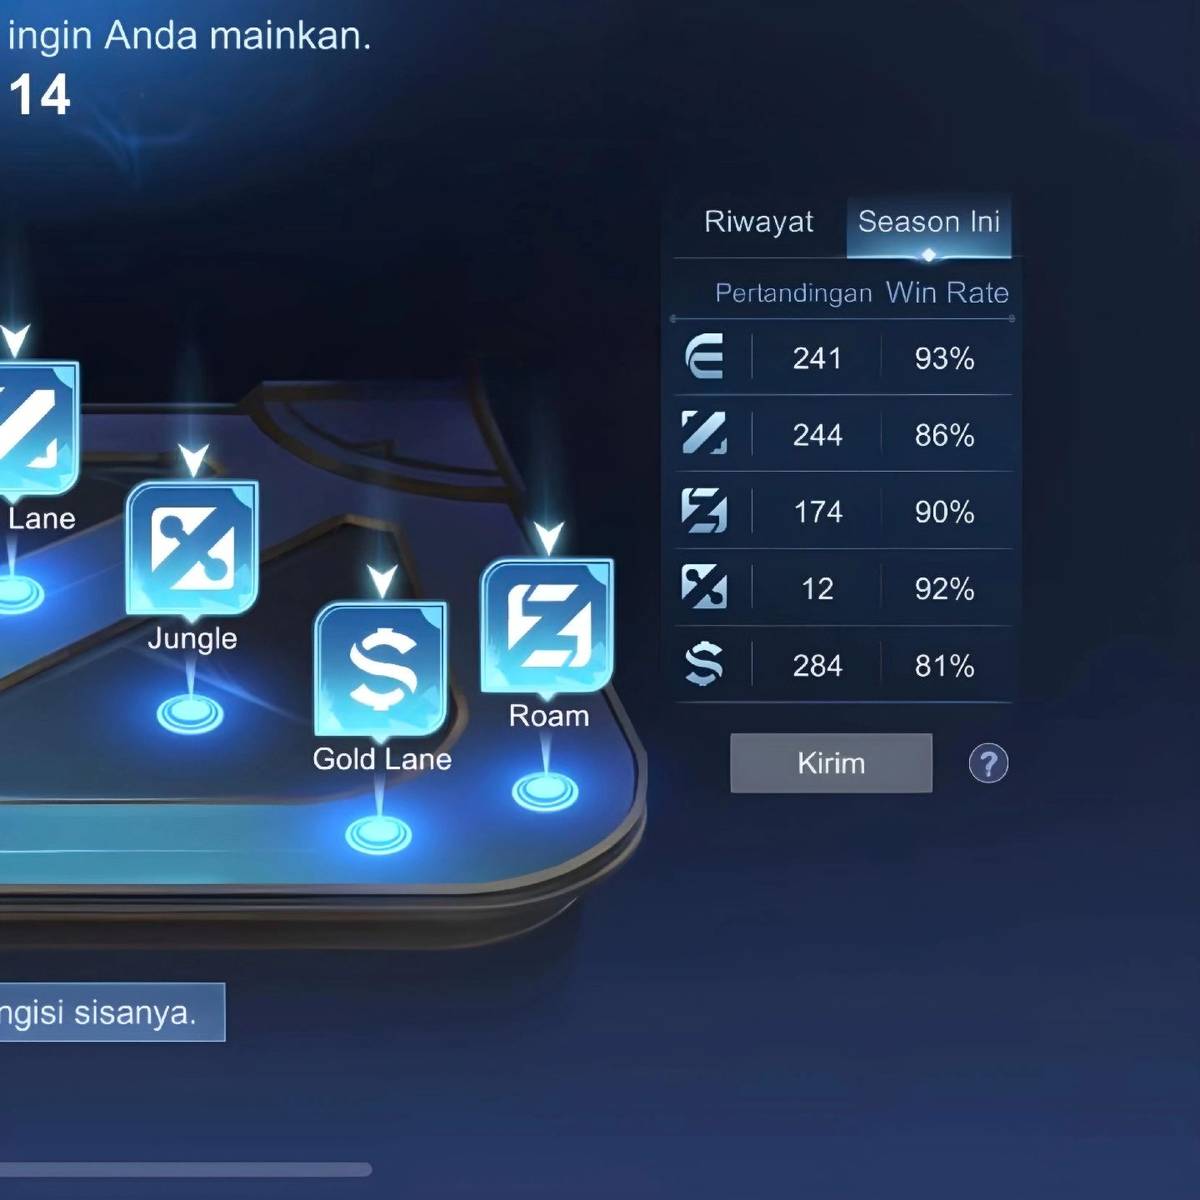 ingin Anda mainkan.
14
Riwayat Season Ini
Pertandingan Win Rate
241 93%
244 86%
174 90%
12 92%
284 81%
Lane
Jungle
Gold Lane
Roam
Kirim ?
ngisi sisanya.